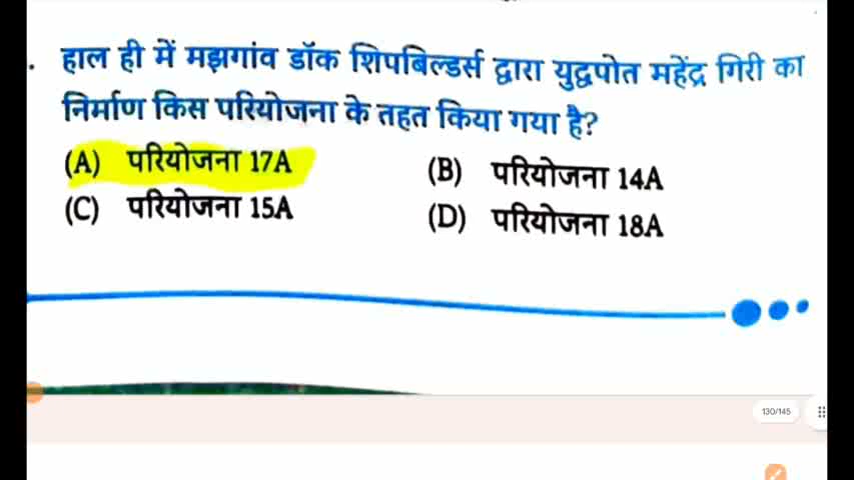 . हाल ही में मझगांव डॉक शिपबिल्डर्स द्वारा युद्वपोत महेंद्र गिरी का
निर्माण किस परियोजना के तहत किया गया है?
(A) परियोजना 17A (B) परियोजना 14A
(C) परियोजना 15A (D) परियोजना 18A
130/145